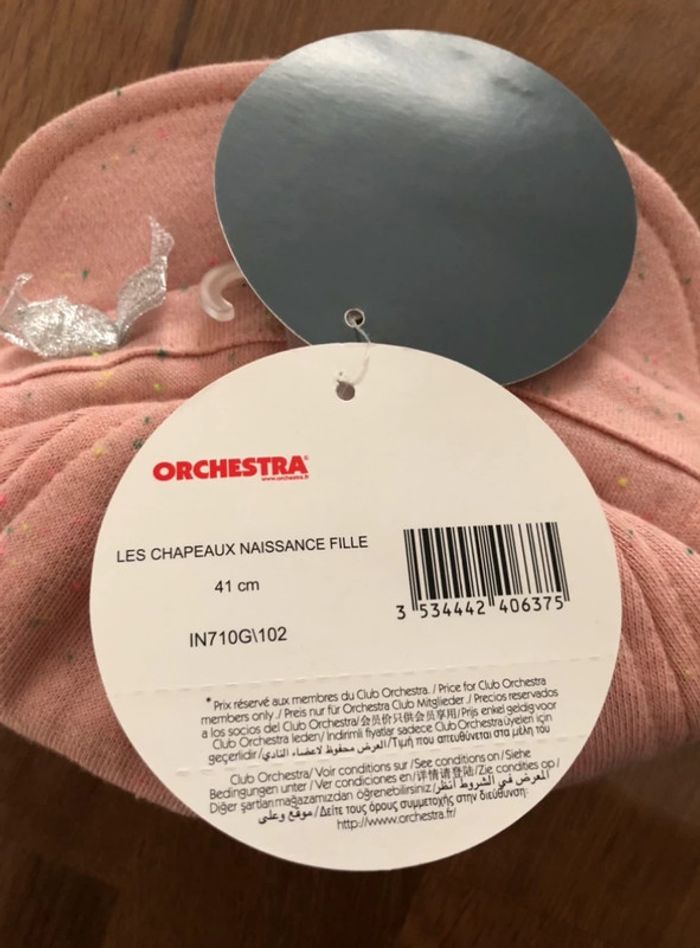 ORCHESTRA®
www.orchestra.fr
LES CHAPEAUX NAISSANCE FILLE
41 cm
IN710G\102
3 534442 406375
* Prix réservé aux membres du Club Orchestra. / Price for Club Orchestra
members only ./ Preis nur für Orchestra Club Mitglieder ./ Precios reservados
a los socios del Club Orchestra/会员价只供会员享用/Prijs enkel geldig voor
Club Orchestra leden/ Indirimli fiyatlar sadece Club Orchestra üyeleri için
geçerlidir/العرض محفوظ لاعضاء النادي/Τιμή που απευθύνεται στα μέλη του
Club Orchestra/ Voir conditions sur /See conditions on / Siehe
Bedingungen unter / Ver condiciones en/详情请登陆/Zie condities op /
Diğer şartları mağazamızdan öğrenebilirsiniz/المعرض في الشروط انظر
موقع وعلى/Δείτε τους όρους συμμετοχής στην διεύθυνση·
http://www.orchestra.fr/